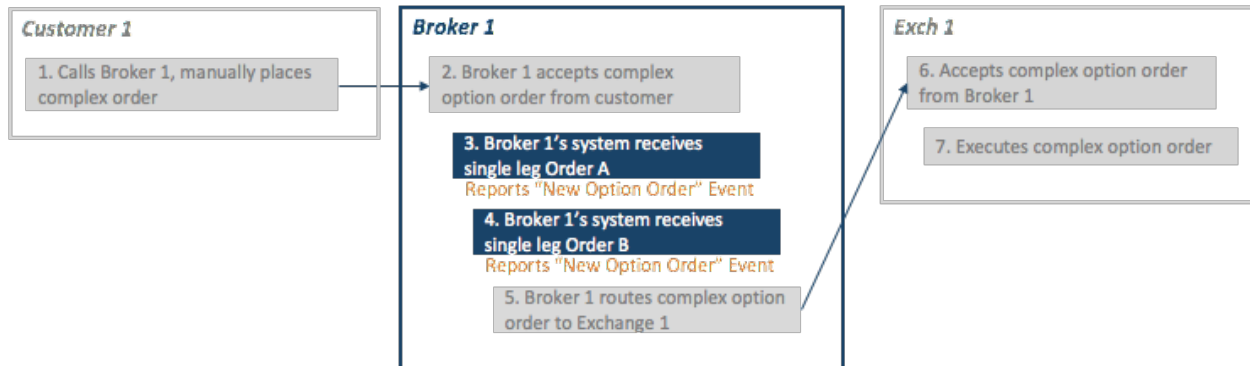 Customer 1
1. Calls Broker 1, manually places
complex order
Broker 1
2. Broker 1 accepts complex
option order from customer
3. Broker 1's system receives
single leg Order A
Reports "New Option Order" Event
4. Broker 1's system receives
single leg Order B
Reports "New Option Order" Event
5. Broker 1 routes complex option
order to Exchange 1
Exch 1
6. Accepts complex option order
from Broker 1
7. Executes complex option order